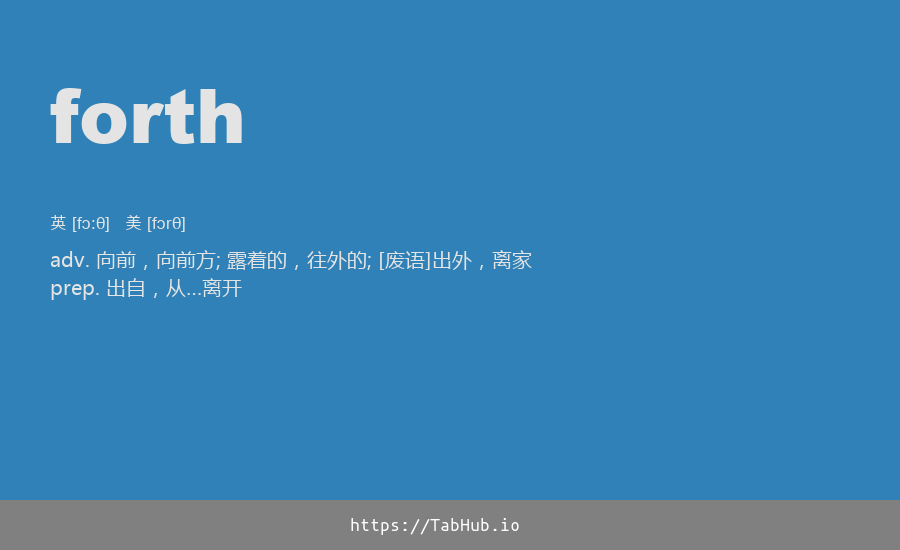 forth
英 [fɔ:θ] 美 [fɔrθ]
adv. 向前，向前方; 露着的，往外的; [废语]出外，离家
prep. 出自，从...离开
https://TabHub.io